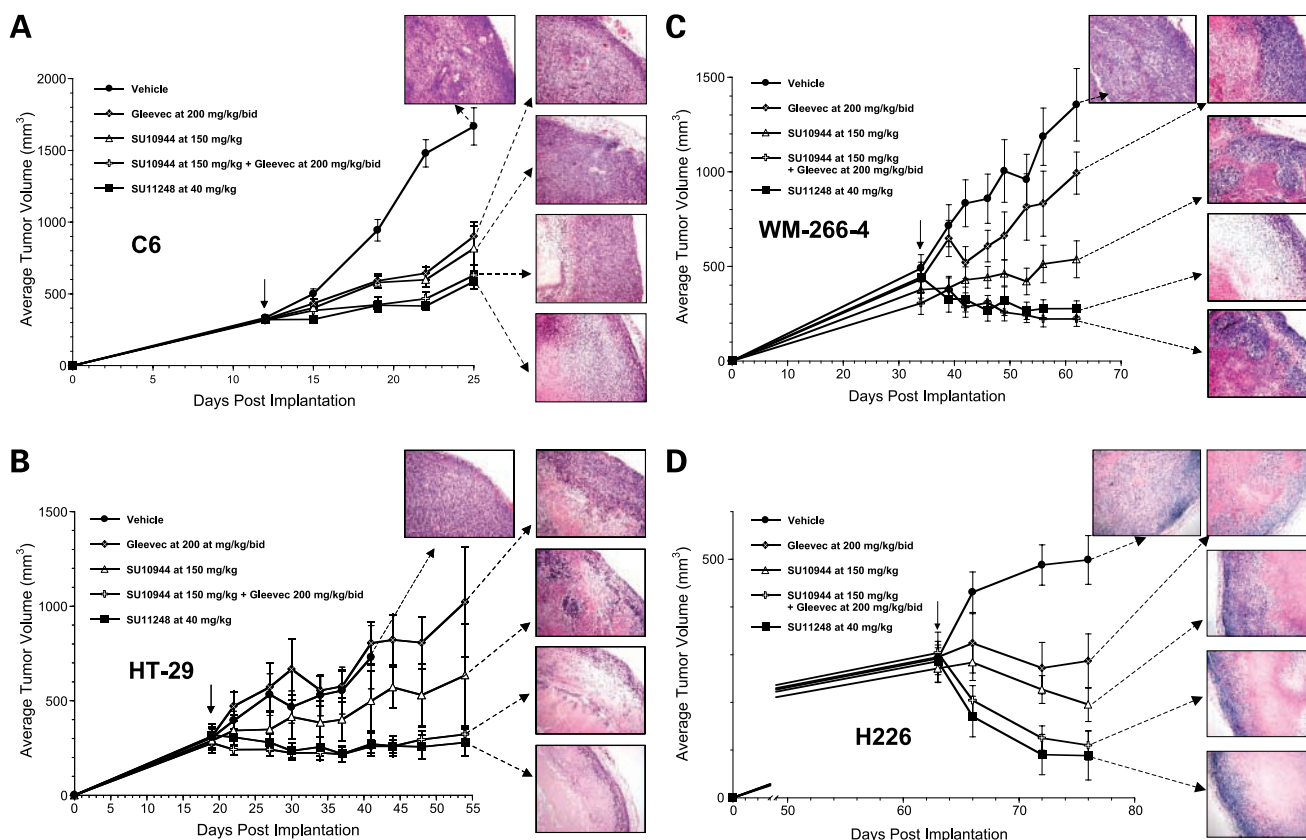 A
2000
1500
1000
500
0
Average Tumor Volume (mm³)
Vehicle
Gleevec at 200 mg/kg/bid
SU10944 at 150 mg/kg
SU10944 at 150 mg/kg + Gleevec at 200 mg/kg/bid
SU11248 at 40 mg/kg
C6
0 5 10 15 20 25
Days Post Implantation
B
1500
1000
500
0
Average Tumor Volume (mm³)
Vehicle
Gleevec at 200 at mg/kg/bid
SU10944 at 150 mg/kg
SU10944 at 150 mg/kg + Gleevec 200 mg/kg/bid
SU11248 at 40 mg/kg
HT-29
0 15 20 25 30 35 40 45 50 55
Days Post Implantation
C
1500
1000
500
0
Average Tumor Volume (mm³)
Vehicle
Gleevec at 200 mg/kg/bid
SU10944 at 150 mg/kg
SU10944 at 150 mg/kg
+ Gleevec at 200 mg/kg/bid
SU11248 at 40 mg/kg
WM-266-4
0 30 40 50 60 70
Days Post Implantation
D
500
0
Average Tumor Volume (mm³)
Vehicle
Gleevec at 200 mg/kg/bid
SU10944 at 150 mg/kg
SU10944 at 150 mg/kg
+ Gleevec at 200 mg/kg/bid
SU11248 at 40 mg/kg
H226
0 50 60 70 80
Days Post Implantation